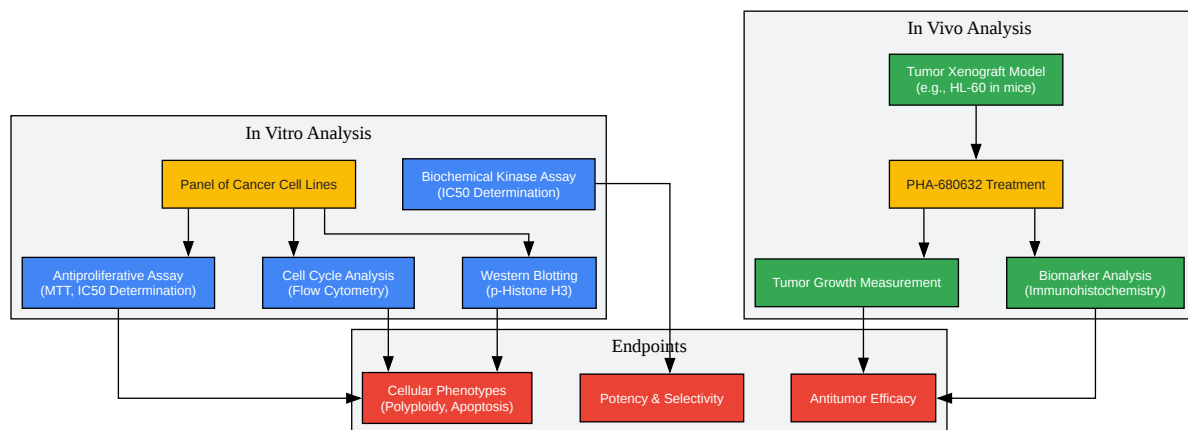 In Vivo Analysis
Tumor Xenograft Model
(e.g., HL-60 in mice)
PHA-680632 Treatment
Tumor Growth Measurement
Biomarker Analysis
(Immunohistochemistry)
In Vitro Analysis
Panel of Cancer Cell Lines
Biochemical Kinase Assay
(IC50 Determination)
Antiproliferative Assay
(MTT, IC50 Determination)
Cell Cycle Analysis
(Flow Cytometry)
Western Blotting
(p-Histone H3)
Endpoints
Cellular Phenotypes
(Polyploidy, Apoptosis)
Potency & Selectivity
Antitumor Efficacy